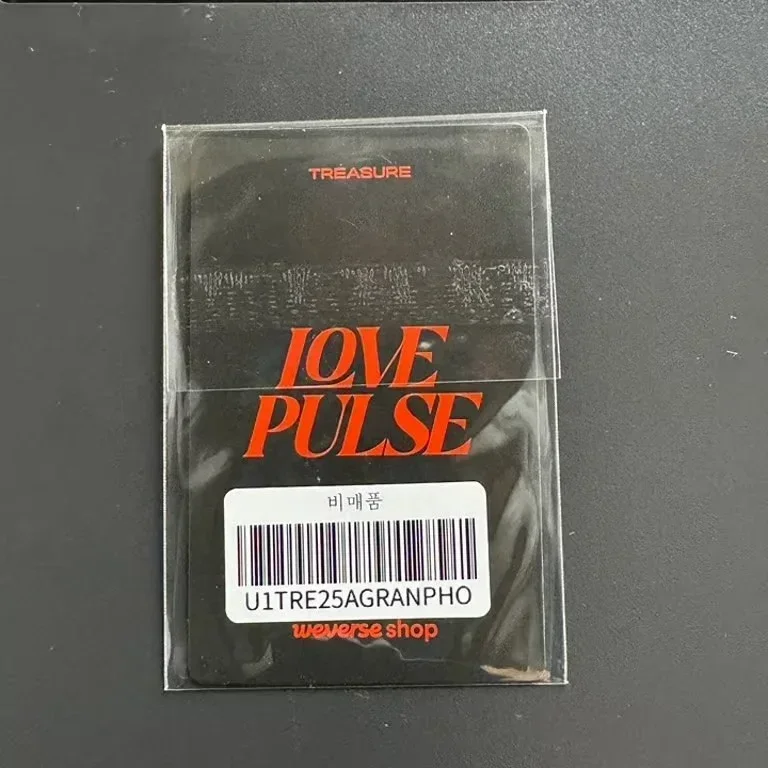 TREASURE
LOVE
PULSE
비매품
U1TRE25AGRANPHO
weverse shop